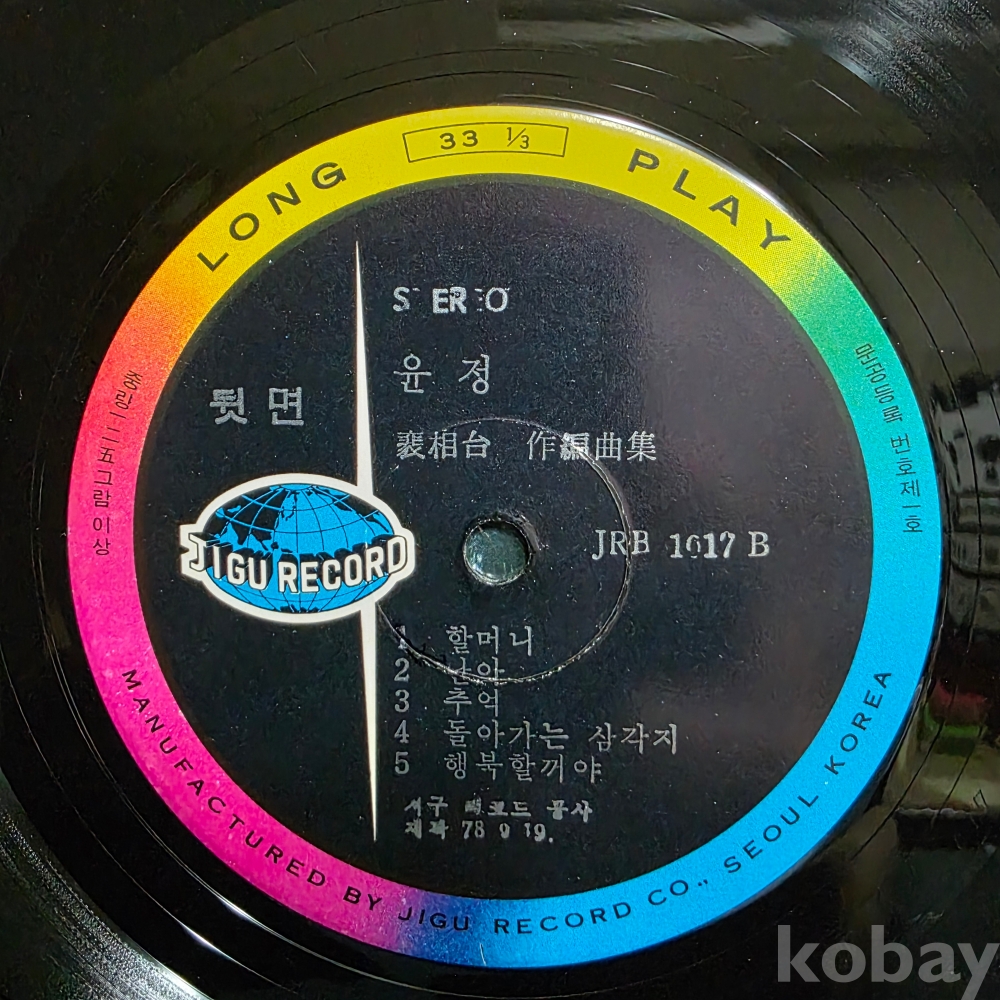 LONG PLAY
33 1/3
STEREO
윤 정
뒷면
裵相台 作編曲集
JIGU RECORD
JRB 1617 B
1 할머니
2 난아
3 추억
4 돌아가는 삼각지
5 행복할꺼야
지구 레코드 공사
제작 78 9 19.
중량一二五그람이상
문공등록 번호제一호
MANUFACTURED BY JIGU RECORD CO., SEOUL KOREA
kobay